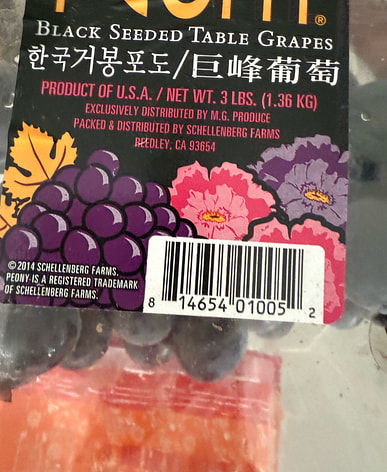 BLACK SEEDED TABLE GRAPES
한국거봉포도/巨峰葡萄
PRODUCT OF U.S.A. / NET WT. 3 LBS. (1.36 KG)
EXCLUSIVELY DISTRIBUTED BY M.G. PRODUCE
PACKED & DISTRIBUTED BY SCHELLENBERG FARMS
REEDLEY, CA 93654
© 2014 SCHELLENBERG FARMS.
PEONY IS A REGISTERED TRADEMARK
OF SCHELLENBERG FARMS.
8 14654 01005 2